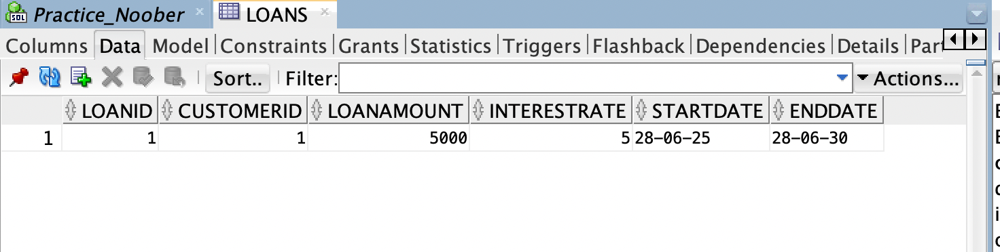 SQL Practice_Noober LOANS
Columns Data Model Constraints Grants Statistics Triggers Flashback Dependencies Details Part
Sort.. Filter: Actions...
LOANID CUSTOMERID LOANAMOUNT INTERESTRATE STARTDATE ENDDATE
1 1 1 5000 5 28-06-25 28-06-30